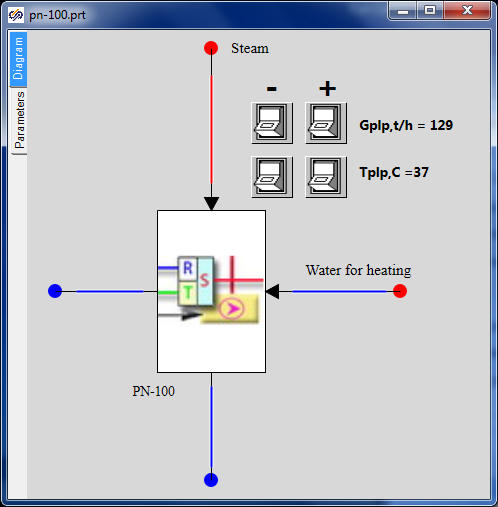 pn-100.prt
Diagram
Parameters
Steam
- +
Gplp,t/h = 129
Tplp,C =37
Water for heating
R
S
T
PN-100